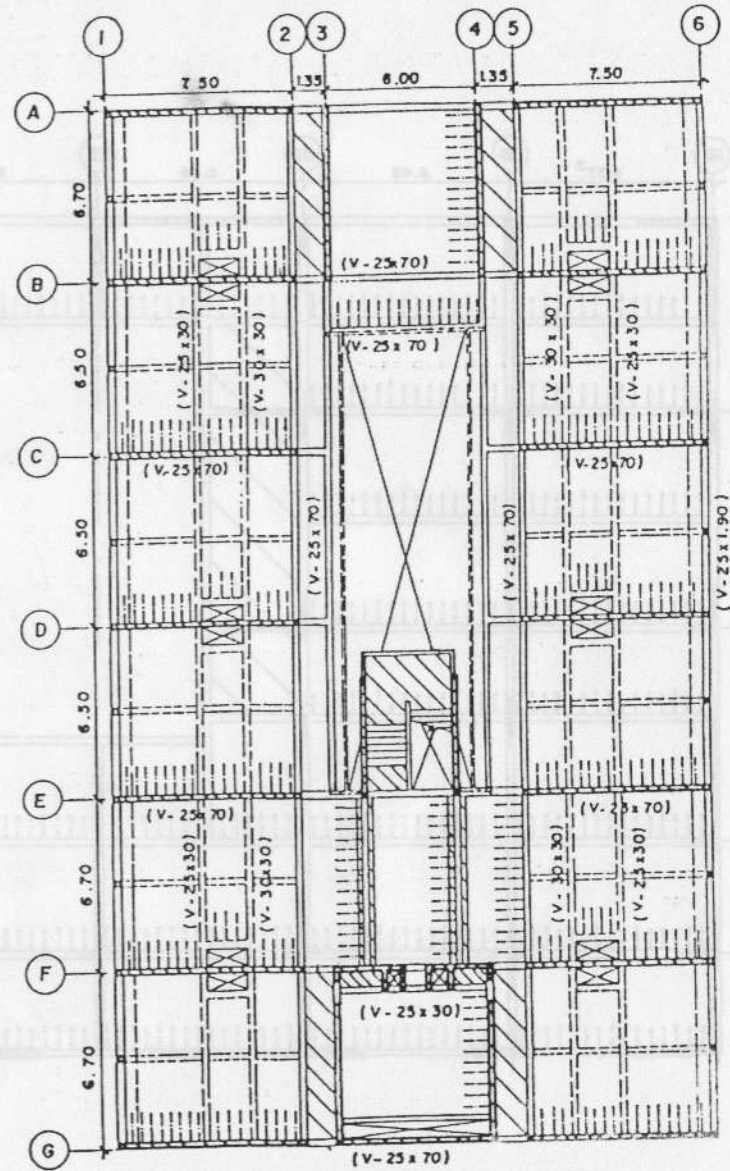 1 2 3 4 5 6
7.50 1.35 6.00 1.35 7.50
A
6.70
(V-25x70)
B
(V-25x70)
6.50
(V-25x30)
(V-30x30)
(V-30x30)
(V-25x30)
C
(V-25x70)
V-25x70)
6.50
(V-25x70)
(V-25x70)
(V-25x1.90)
D
6.50
E
(V-25x70)
(V-25x70)
6.70
(V-25x30)
(V-30x30)
(V-30x30)
(V-25x30)
F
(V-25x30)
6.70
G
(V-25x70)